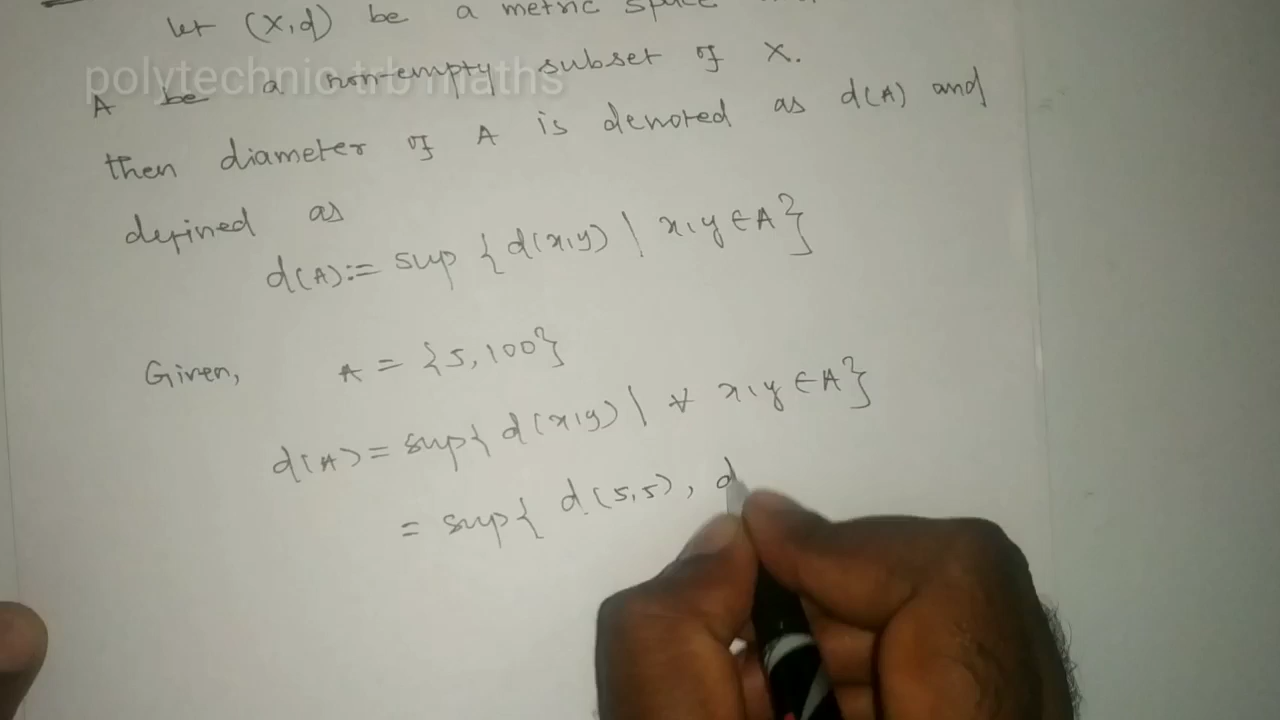 let (X,d) be a metric space
polytechnic trb maths
A be a non-empty subset of X.
then diameter of A is denoted as d(A) and
defined as
d(A):= sup {d(x,y) | x,y ∈ A}
Given, A = {5,100}
d(A) = sup{ d(x,y) | ∀ x,y ∈ A}
= sup{ d(5,5), d